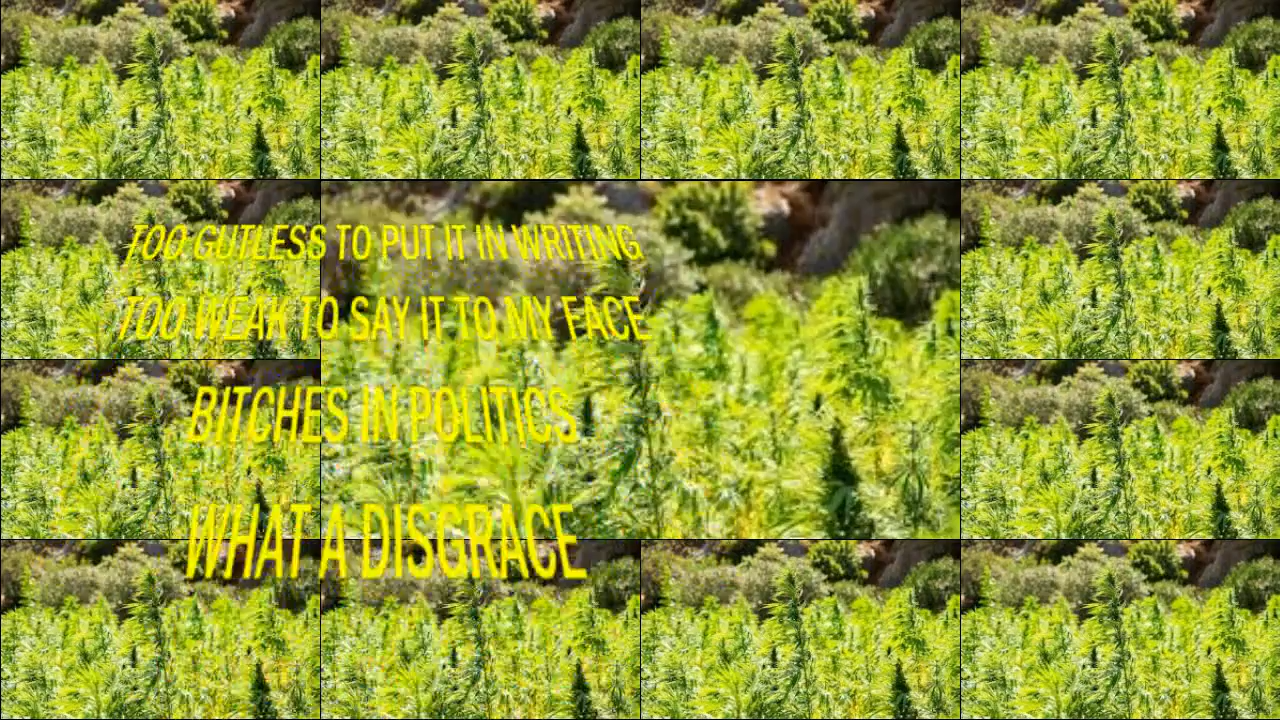 TOO GUTLESS TO PUT IT IN WRITING
TOO WEAK TO SAY IT TO MY FACE
BITCHES IN POLITICS
WHAT A DISGRACE